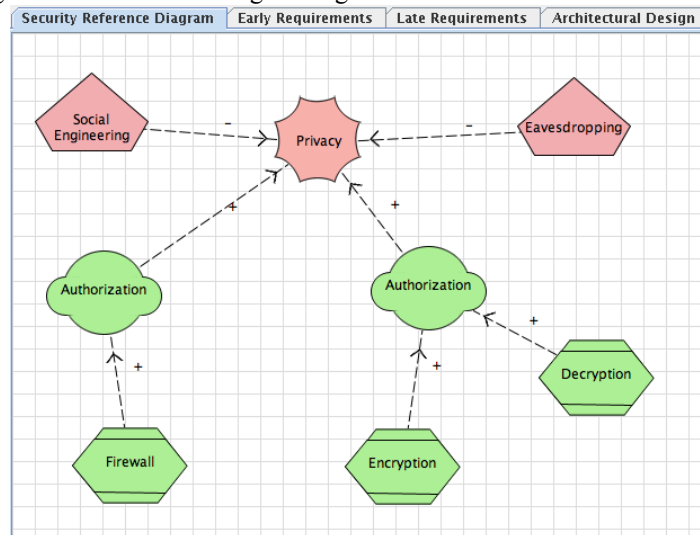 Security Reference Diagram
Early Requirements
Late Requirements
Architectural Design
Social
Engineering
-
Privacy
-
Eavesdropping
+
+
Authorization
Authorization
+
+
+
Decryption
Firewall
Encryption